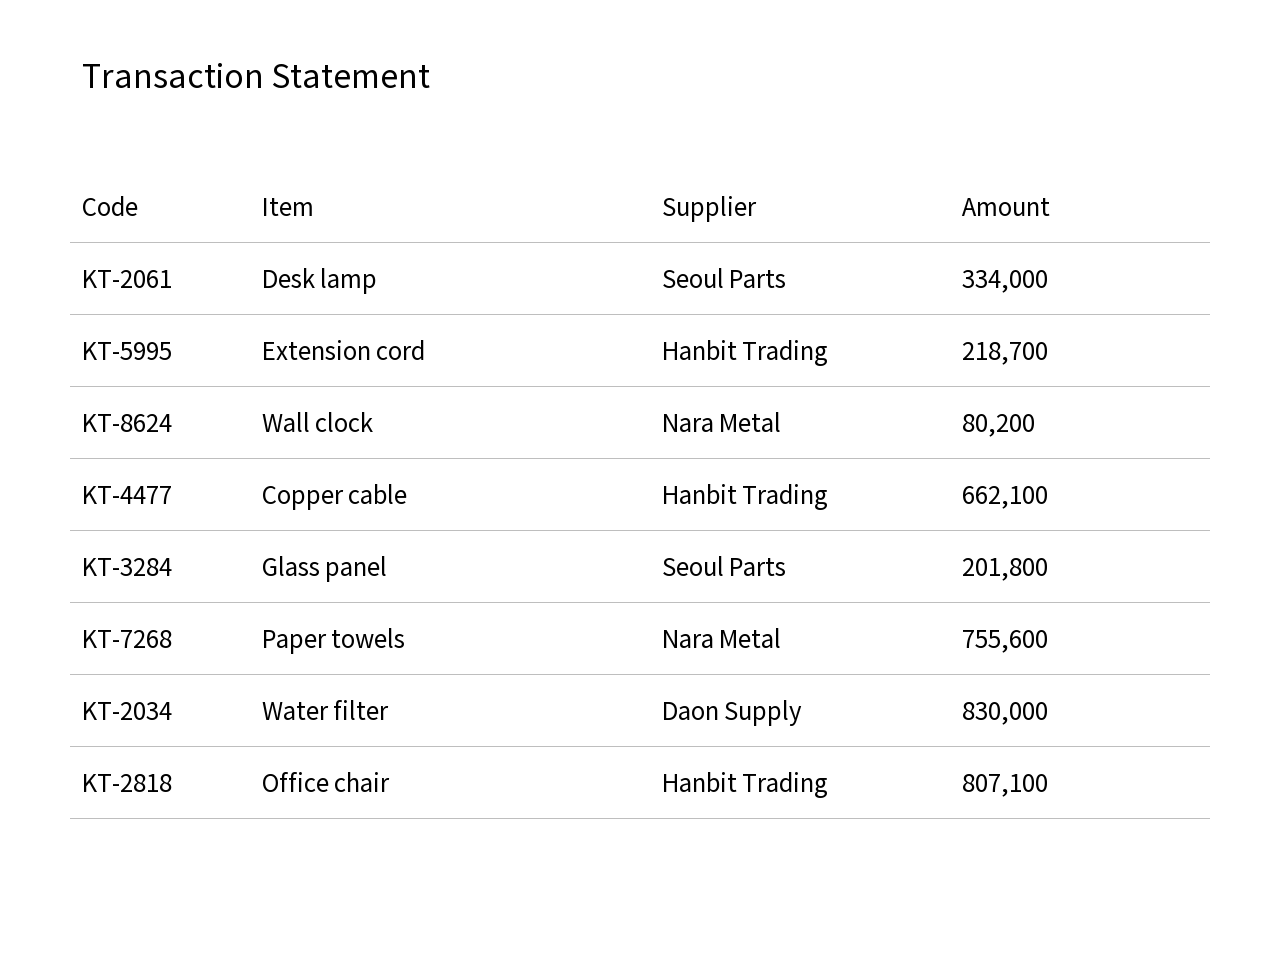 Transaction Statement
Code Item Supplier Amount
KT-2061 Desk lamp Seoul Parts 334,000
KT-5995 Extension cord Hanbit Trading 218,700
KT-8624 Wall clock Nara Metal 80,200
KT-4477 Copper cable Hanbit Trading 662,100
KT-3284 Glass panel Seoul Parts 201,800
KT-7268 Paper towels Nara Metal 755,600
KT-2034 Water filter Daon Supply 830,000
KT-2818 Office chair Hanbit Trading 807,100